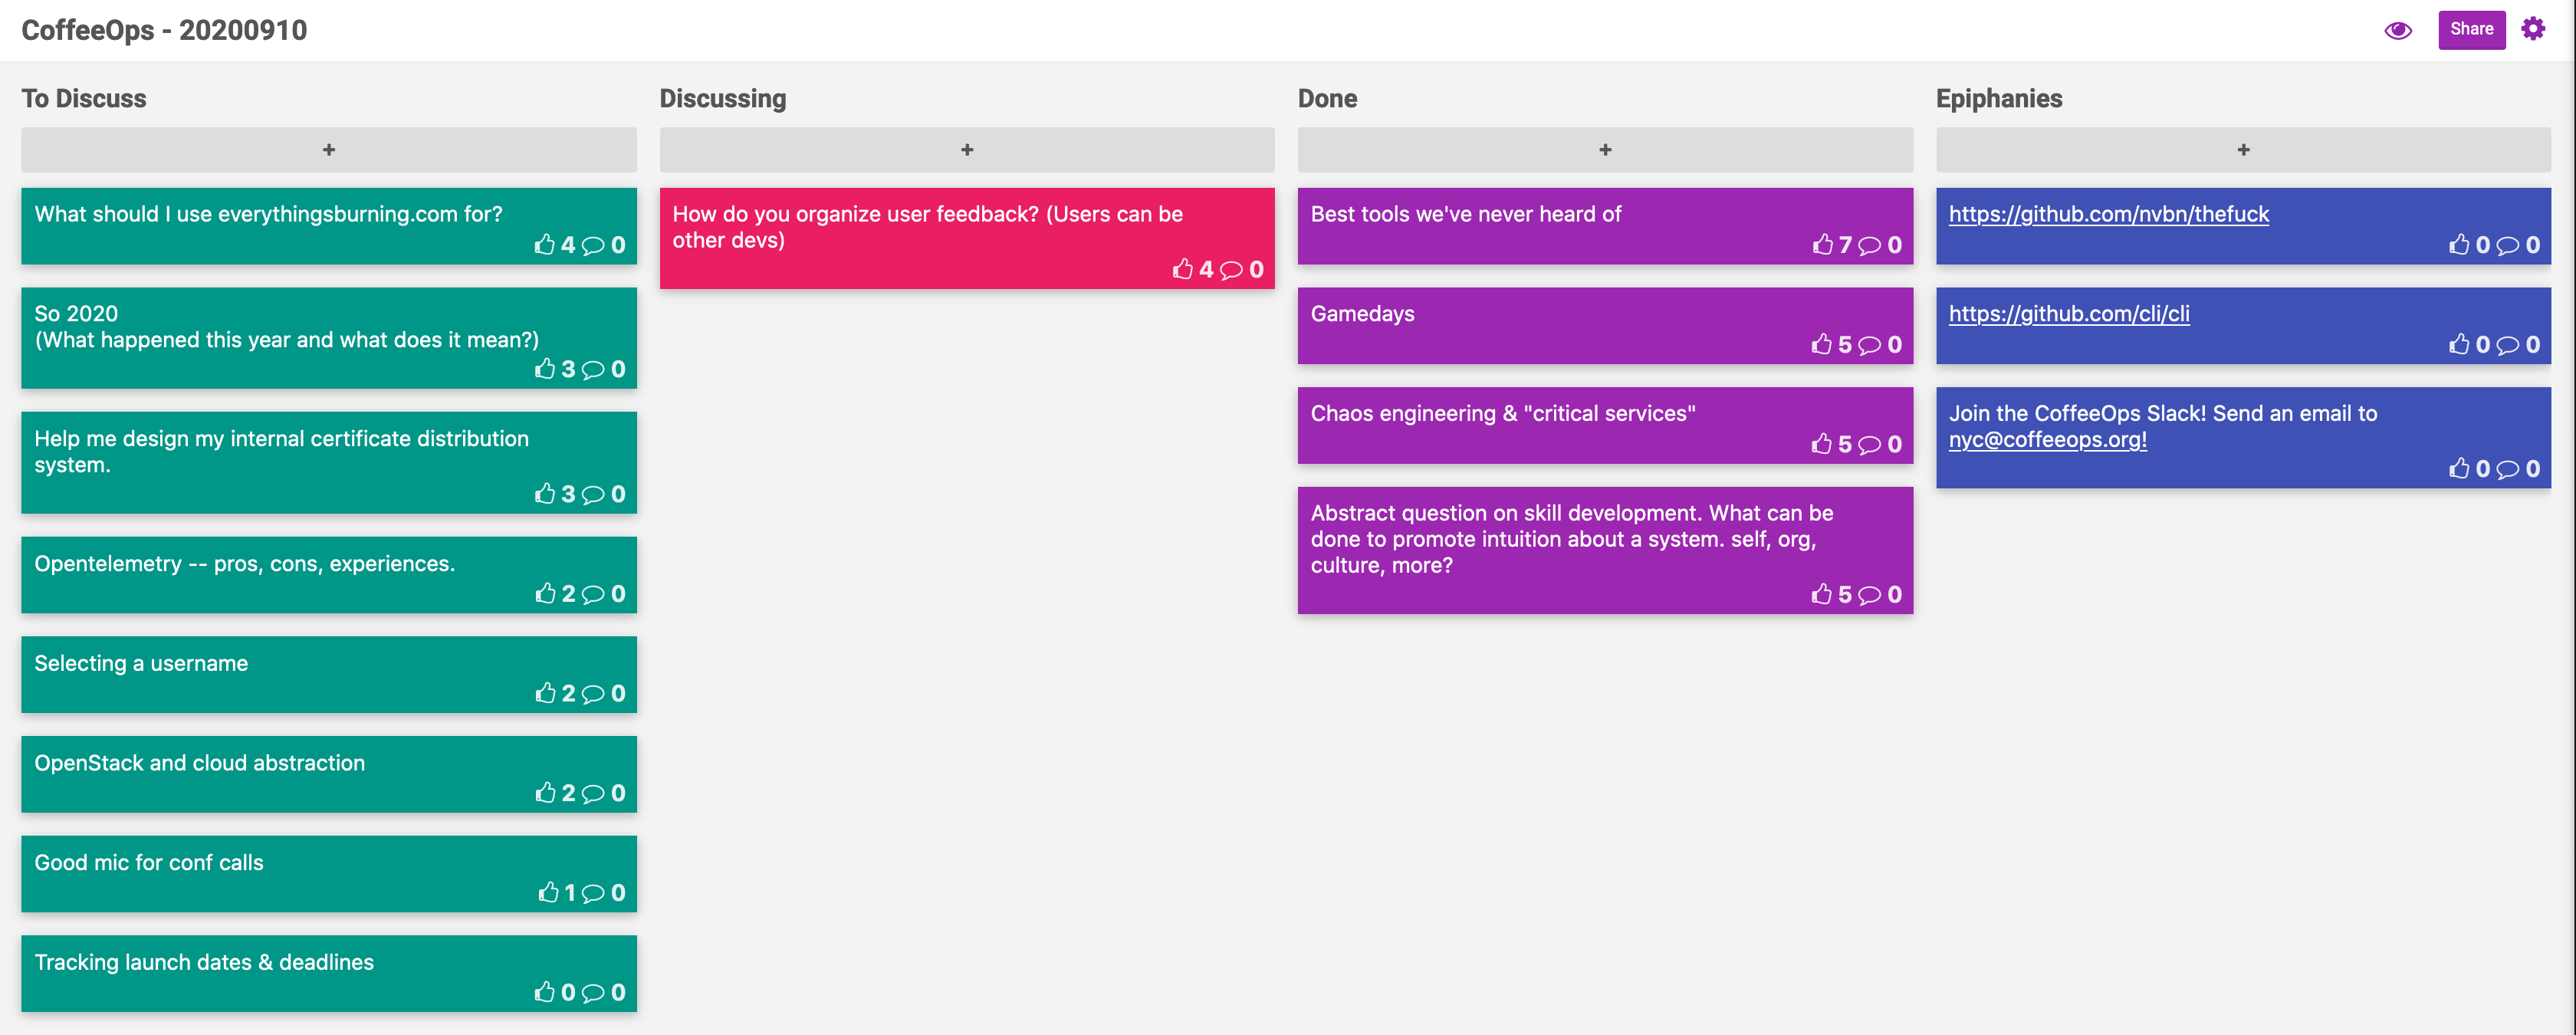 CoffeeOps - 20200910
Share
To Discuss
+
What should I use everythingsburning.com for?
4 0
So 2020
(What happened this year and what does it mean?)
3 0
Help me design my internal certificate distribution
system.
3 0
Opentelemetry -- pros, cons, experiences.
2 0
Selecting a username
2 0
OpenStack and cloud abstraction
2 0
Good mic for conf calls
1 0
Tracking launch dates & deadlines
0 0
Discussing
+
How do you organize user feedback? (Users can be
other devs)
4 0
Done
+
Best tools we've never heard of
7 0
Gamedays
5 0
Chaos engineering & "critical services"
5 0
Abstract question on skill development. What can be
done to promote intuition about a system. self, org,
culture, more?
5 0
Epiphanies
+
https://github.com/nvbn/thefuck
0 0
https://github.com/cli/cli
0 0
Join the CoffeeOps Slack! Send an email to
nyc@coffeeops.org!
0 0